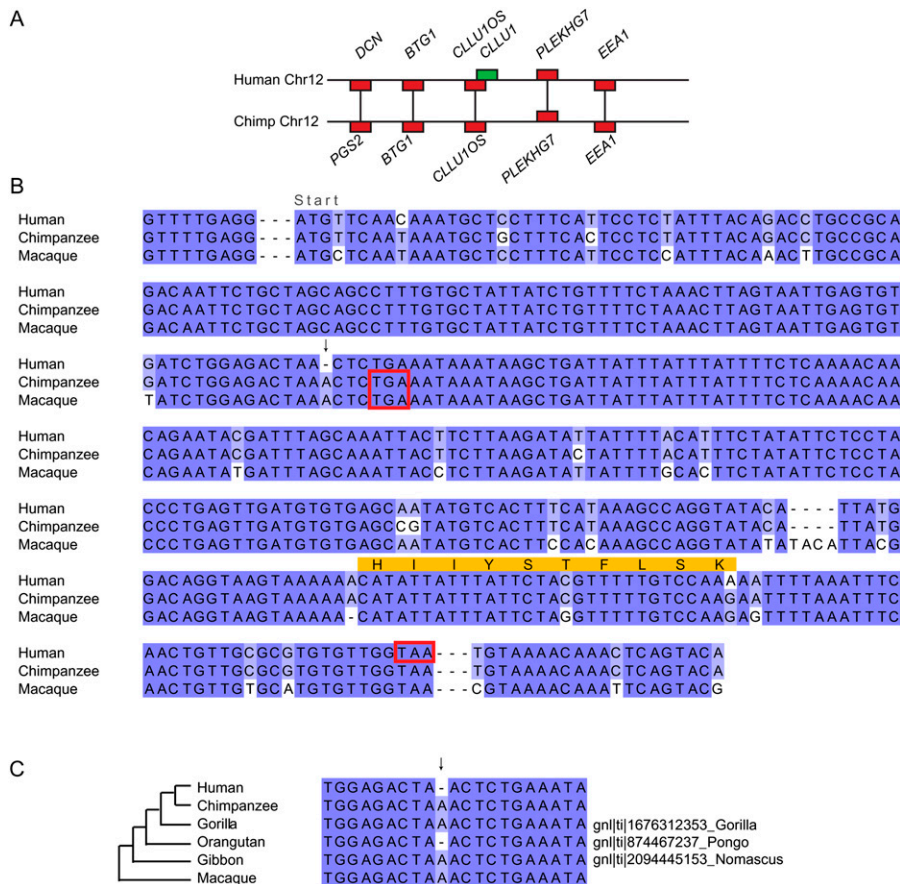 A
DCN BTG1 CLLU1OS CLLU1 PLEKHG7 EEA1
Human Chr12
Chimp Chr12
PGS2 BTG1 CLLU1OS PLEKHG7 EEA1
B
Start
Human GTTTTGAGG---ATGTTCAACAAATGCTCCTTTCATTCCTCTATTTACAGACCTGCCGCA
Chimpanzee GTTTTGAGG---ATGTTCAATAAATGCTGCTTTCACTCCTCTATTTACAGACCTGCCGCA
Macaque GTTTTGAGG---ATGCTCAATAAATGCTCCTTTCATTCCTCCATTTACAAACTTGCCGCA
Human GACAATTCTGCTAGCAGCCTTTGTGCTATTATCTGTTTTCTAAACTTAGTAATTGAGTGT
Chimpanzee GACAATTCTGCTAGCAGCCTTTGTGCTATTATCTGTTTTCTAAACTTAGTAATTGAGTGT
Macaque GACAATTCTGCTAGCAGCCTTTGTGCTATTATCTGTTTTCTAAACTTAGTAATTGAGTGT
↓
Human GATCTGGAGACTAA-CTCTGAAATAAATAAGCTGATTATTTATTTATTTTCTCAAAACAA
Chimpanzee GATCTGGAGACTAAACTCTGAAATAAATAAGCTGATTATTTATTTATTTTCTCAAAACAA
Macaque TATCTGGAGACTAAACTCTGAAATAAATAAGCTGATTATTTATTTATTTTCTCAAAACAA
Human CAGAATACGATTTAGCAAATTACTTCTTAAGATATTATTTTACATTTCTATATTCTCCTA
Chimpanzee CAGAATACGATTTAGCAAATTACTTCTTAAGATACTATTTTACATTTCTATATTCTCCTA
Macaque CAGAATATGATTTAGCAAATTACCTCTTAAGATATTATTTTGCACTTCTATATTCTCCTA
Human CCCTGAGTTGATGTGTGAGCAATATGTCACTTTCATAAAGCCAGGTATACA----TTATG
Chimpanzee CCCTGAGTTGATGTGTGAGCCGTATGTCACTTTCATAAAGCCAGGTATACA----TTATG
Macaque CCCTGAGTTGATGTGTGAGCAATATGTCACTTCCACAAAGCCAGGTATATATACATTACG
H I I Y S T F L S K
Human GACAGGTAAGTAAAAAACATATTATTTATTCTACGTTTTTGTCCAAAAATTTTAAATTTC
Chimpanzee GACAGGTAAGTAAAAAACATATTATTTATTCTACGTTTTTGTCCAAGAATTTTAAATTTC
Macaque GACAGGTAAGTAAAAA-CATATTATTTATTCTAGGTTTTTGTCCAAGAGTTTTAAATTTC
Human AACTGTTGCGCGTGTGTTGGTAA---TGTAAAACAAACTCAGTACA
Chimpanzee AACTGTTGCGCGTGTGTTGGTAA---TGTAAAACAAACTCAGTACA
Macaque AACTGTTGTGCATGTGTTGGTAA---CGTAAAACAAATTCAGTACG
C
↓
Human TGGAGACTA-ACTCTGAAATA
Chimpanzee TGGAGACTAAACTCTGAAATA
Gorilla TGGAGACTAAACTCTGAAATA gnl|ti|1676312353_Gorilla
Orangutan TGGAGACTA-ACTCTGAAATA gnl|ti|874467237_Pongo
Gibbon TGGAGACTAAACTCTGAAATA gnl|ti|2094445153_Nomascus
Macaque TGGAGACTAAACTCTGAAATA